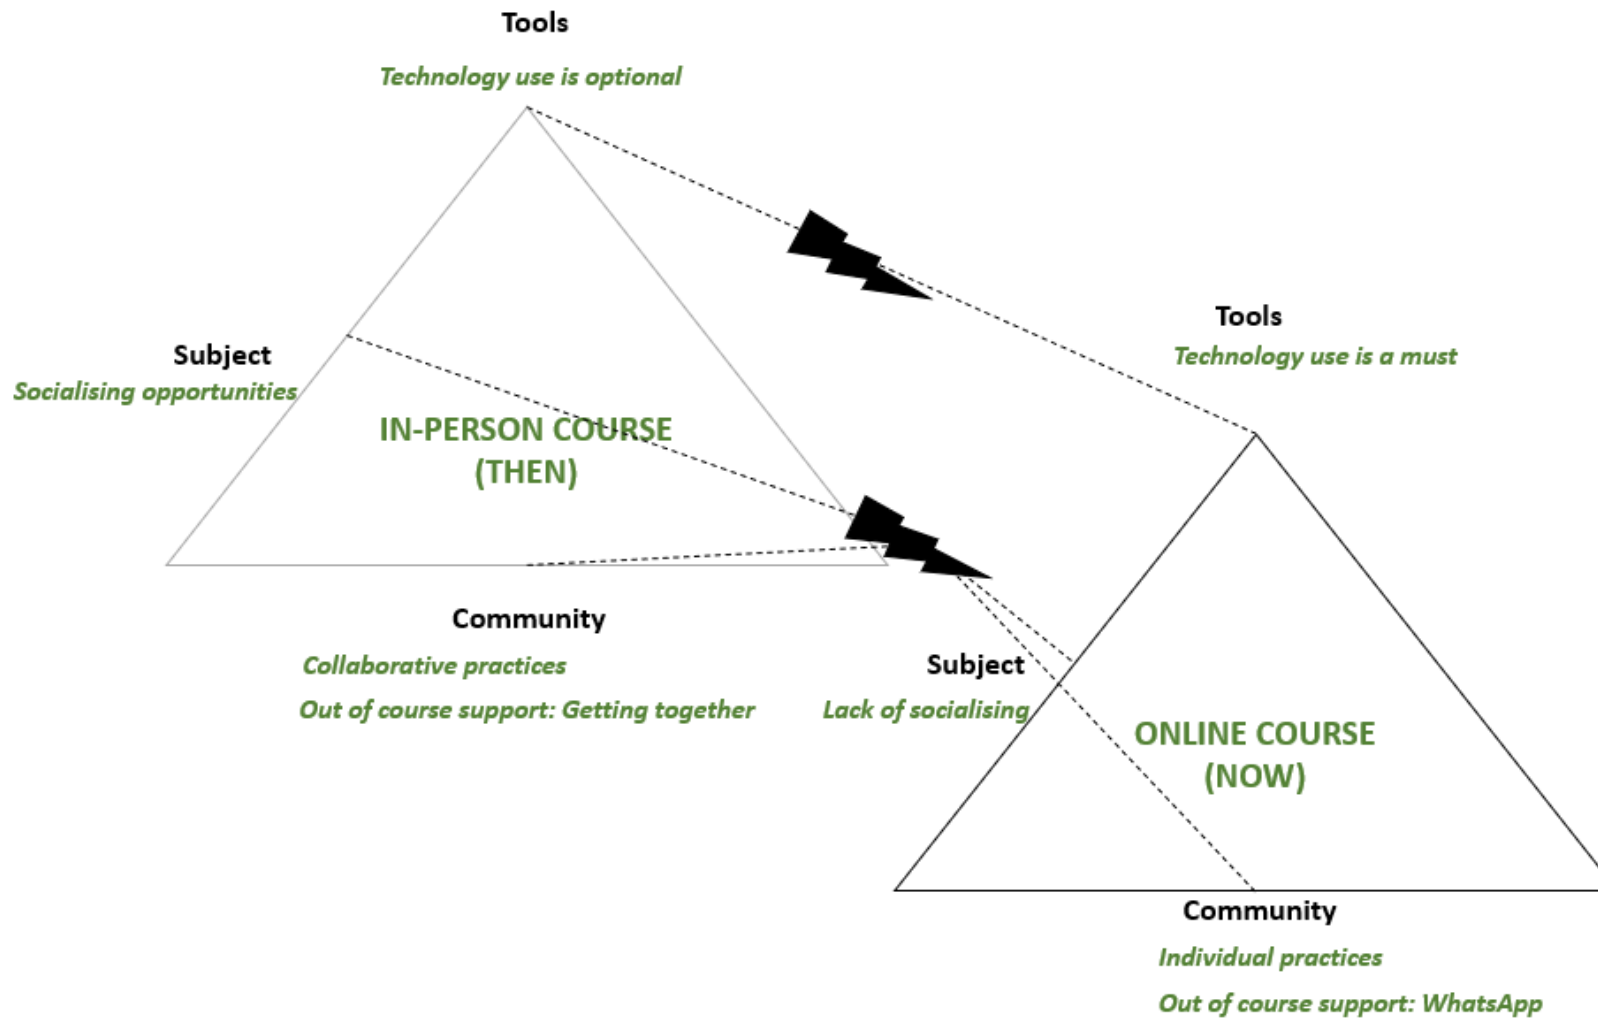 Tools
Technology use is optional
Subject
Socialising opportunities
IN-PERSON COURSE
(THEN)
Community
Collaborative practices
Out of course support: Getting together
Tools
Technology use is a must
Subject
Lack of socialising
ONLINE COURSE
(NOW)
Community
Individual practices
Out of course support: WhatsApp